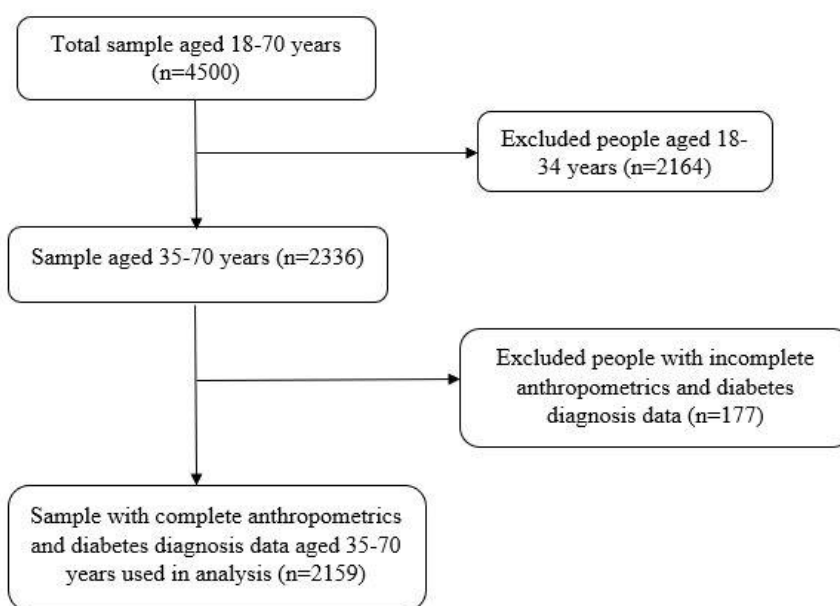 Total sample aged 18-70 years
(n=4500)
Excluded people aged 18-
34 years (n=2164)
Sample aged 35-70 years (n=2336)
Excluded people with incomplete
anthropometrics and diabetes
diagnosis data (n=177)
Sample with complete anthropometrics
and diabetes diagnosis data aged 35-70
years used in analysis (n=2159)